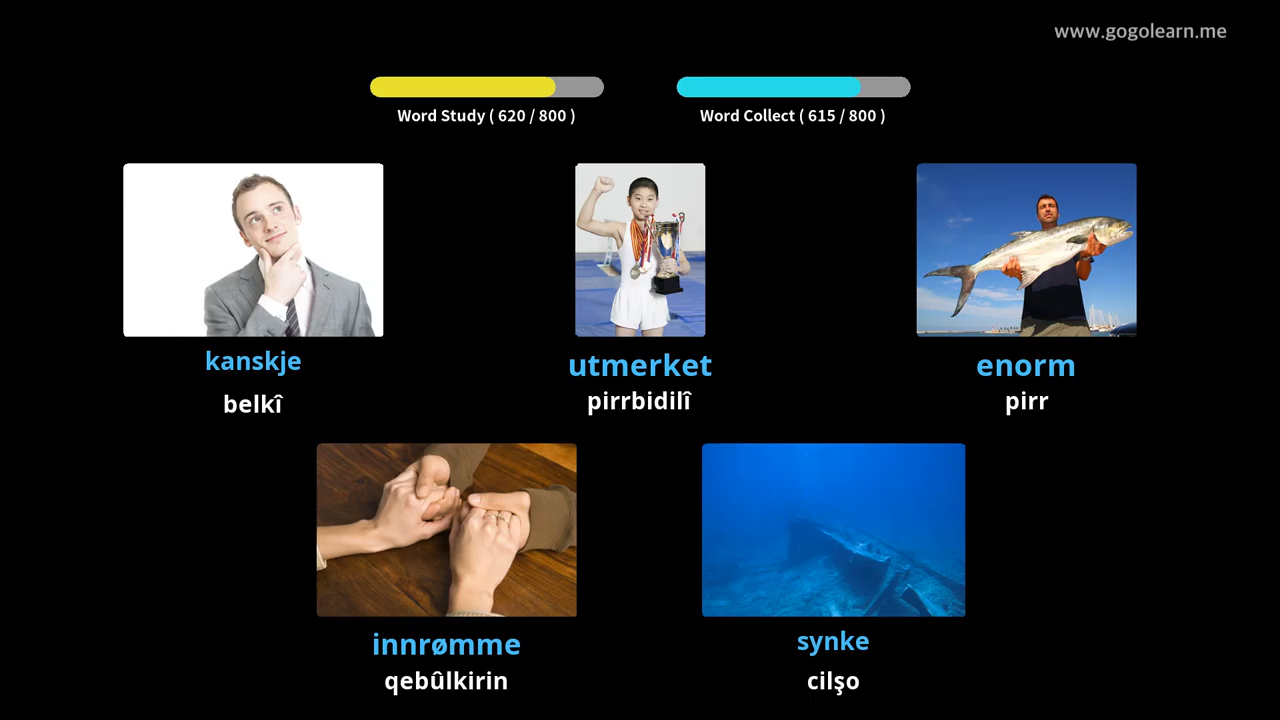 www.gogolearn.me
Word Study ( 620 / 800 )
Word Collect ( 615 / 800 )
kanskje
belkî
utmerket
pirrbidilî
enorm
pirr
innrømme
qebûlkirin
synke
cilşo